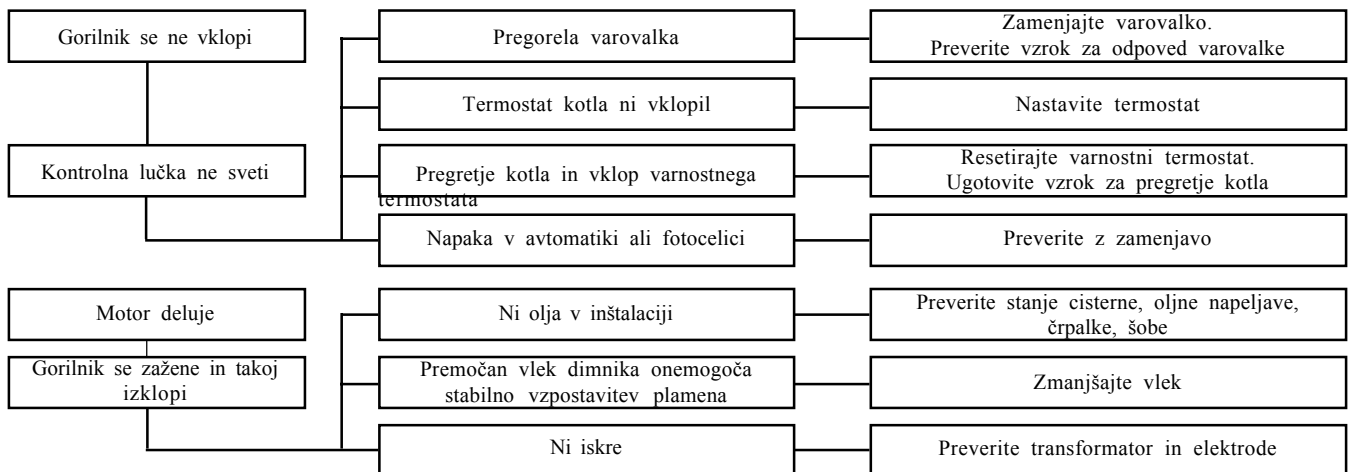 Gorilnik se ne vklopi
Pregorela varovalka
Zamenjajte varovalko.
Preverite vzrok za odpoved varovalke
Termostat kotla ni vklopil
Nastavite termostat
Kontrolna lučka ne sveti
Pregretje kotla in vklop varnostnega
termostata
Resetirajte varnostni termostat.
Ugotovite vzrok za pregretje kotla
Napaka v avtomatiki ali fotocelici
Preverite z zamenjavo
Motor deluje
Ni olja v inštalaciji
Preverite stanje cisterne, oljne napeljave,
črpalke, šobe
Gorilnik se zažene in takoj
izklopi
Premočan vlek dimnika onemogoča
stabilno vzpostavitev plamena
Zmanjšajte vlek
Ni iskre
Preverite transformator in elektrode